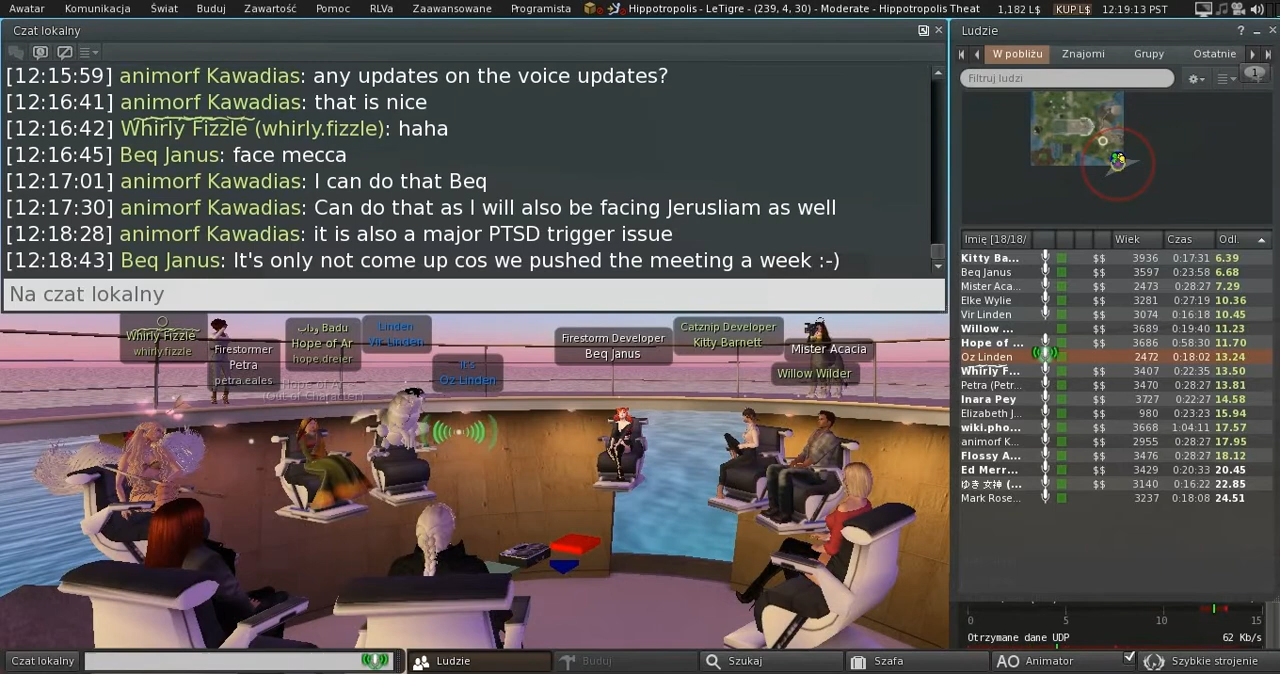 Awatar Komunikacja Świat Buduj Zawartość Pomoc RLVa Zaawansowane Programista Hippotropolis - LeTigre - (239, 4, 30) - Moderate - Hippotropolis Theat 1,182 L$ KUP L$ 12:19:13 PST
Czat lokalny
[12:15:59] animorf Kawadias: any updates on the voice updates?
[12:16:41] animorf Kawadias: that is nice
[12:16:42] Whirly Fizzle (whirly.fizzle): haha
[12:16:45] Beq Janus: face mecca
[12:17:01] animorf Kawadias: I can do that Beq
[12:17:30] animorf Kawadias: Can do that as I will also be facing Jerusliam as well
[12:18:28] animorf Kawadias: it is also a major PTSD trigger issue
[12:18:43] Beq Janus: It's only not come up cos we pushed the meeting a week :-)
Na czat lokalny
Whirly Fizzle
whirly.fizzle
Firestormer
Petra
petra.eales
Badu
Hope of Ar
hope.dreier
Hope of Ar
(Out of Character)
Linden
Vir Linden
It's
Oz Linden
Firestorm Developer
Beq Janus
Catznip Developer
Kitty Barnett
Mister Acacia
Willow Wilder
Ludzie
W pobliżu Znajomi Grupy Ostatnie
Filtruj ludzi
1
Imię [18/18/ Wiek Czas Odl.
Kitty Ba... $$ 3936 0:17:31 6.39
Beq Janus $$ 3597 0:23:58 6.68
Mister Aca... $$ 2473 0:28:27 7.29
Elke Wylie $$ 3281 0:27:19 10.36
Vir Linden $$ 3074 0:16:18 10.45
Willow ... $$ 3689 0:19:40 11.23
Hope of ... $$ 3686 0:58:30 11.70
Oz Linden 2472 0:18:02 13.24
Whirly F... $$ 3407 0:22:35 13.50
Petra (Petr... $$ 3470 0:28:27 13.81
Inara Pey $$ 3727 0:22:27 14.58
Elizabeth J... 980 0:23:23 15.94
wiki.pho... $$ 3668 1:04:11 17.57
animorf K... $$ 2955 0:28:27 17.95
Flossy A... $$ 3476 0:28:27 18.12
Ed Merr... $$ 3429 0:20:33 20.45
ゆき 女神 (... $$ 3140 0:16:22 22.85
Mark Rose... 3237 0:18:08 24.51
0 5 10 15
Otrzymane dane UDP 62 Kb/s
Czat lokalny Ludzie Buduj Szukaj Szafa AO Animator Szybkie strojenie